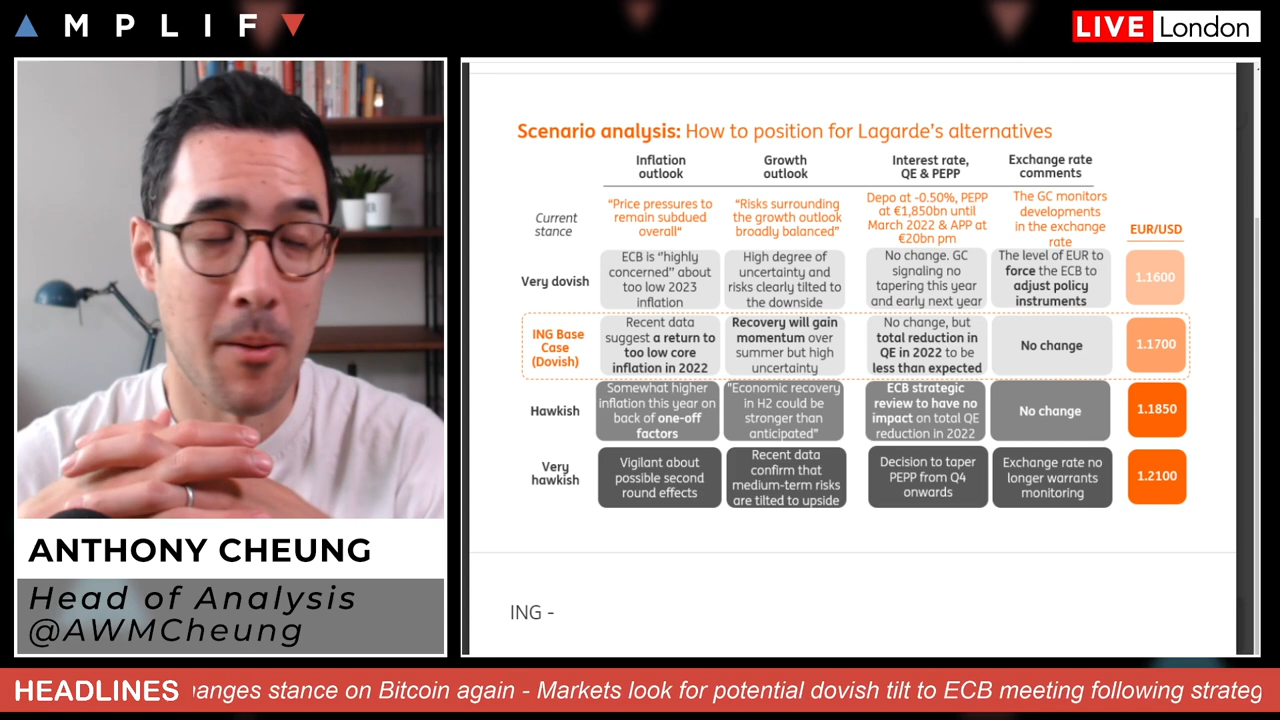 ▲ M P L I F ▼
LIVE London
Scenario analysis: How to position for Lagarde's alternatives
Inflation
outlook
Growth
outlook
Interest rate,
QE & PEPP
Exchange rate
comments
Current
stance
"Price pressures to
remain subdued
overall"
"Risks surrounding
the growth outlook
broadly balanced"
Depo at -0.50%, PEPP
at €1,850bn until
March 2022 & APP at
€20bn pm
The GC monitors
developments
in the exchange
rate
EUR/USD
Very dovish
ECB is "highly
concerned" about
too low 2023
inflation
High degree of
uncertainty and
risks clearly tilted to
the downside
No change. GC
signaling no
tapering this year
and early next year
The level of EUR to
force the ECB to
adjust policy
instruments
1.1600
ING Base
Case
(Dovish)
Recent data
suggest a return to
too low core
inflation in 2022
Recovery will gain
momentum over
summer but high
uncertainty
No change, but
total reduction in
QE in 2022 to be
less than expected
No change
1.1700
Hawkish
Somewhat higher
inflation this year on
back of one-off
factors
"Economic recovery
in H2 could be
stronger than
anticipated"
ECB strategic
review to have no
impact on total QE
reduction in 2022
No change
1.1850
Very
hawkish
Vigilant about
possible second
round effects
Recent data
confirm that
medium-term risks
are tilted to upside
Decision to taper
PEPP from Q4
onwards
Exchange rate no
longer warrants
monitoring
1.2100
ING -
ANTHONY CHEUNG
Head of Analysis
@AWMCheung
HEADLINES anges stance on Bitcoin again - Markets look for potential dovish tilt to ECB meeting following strateg